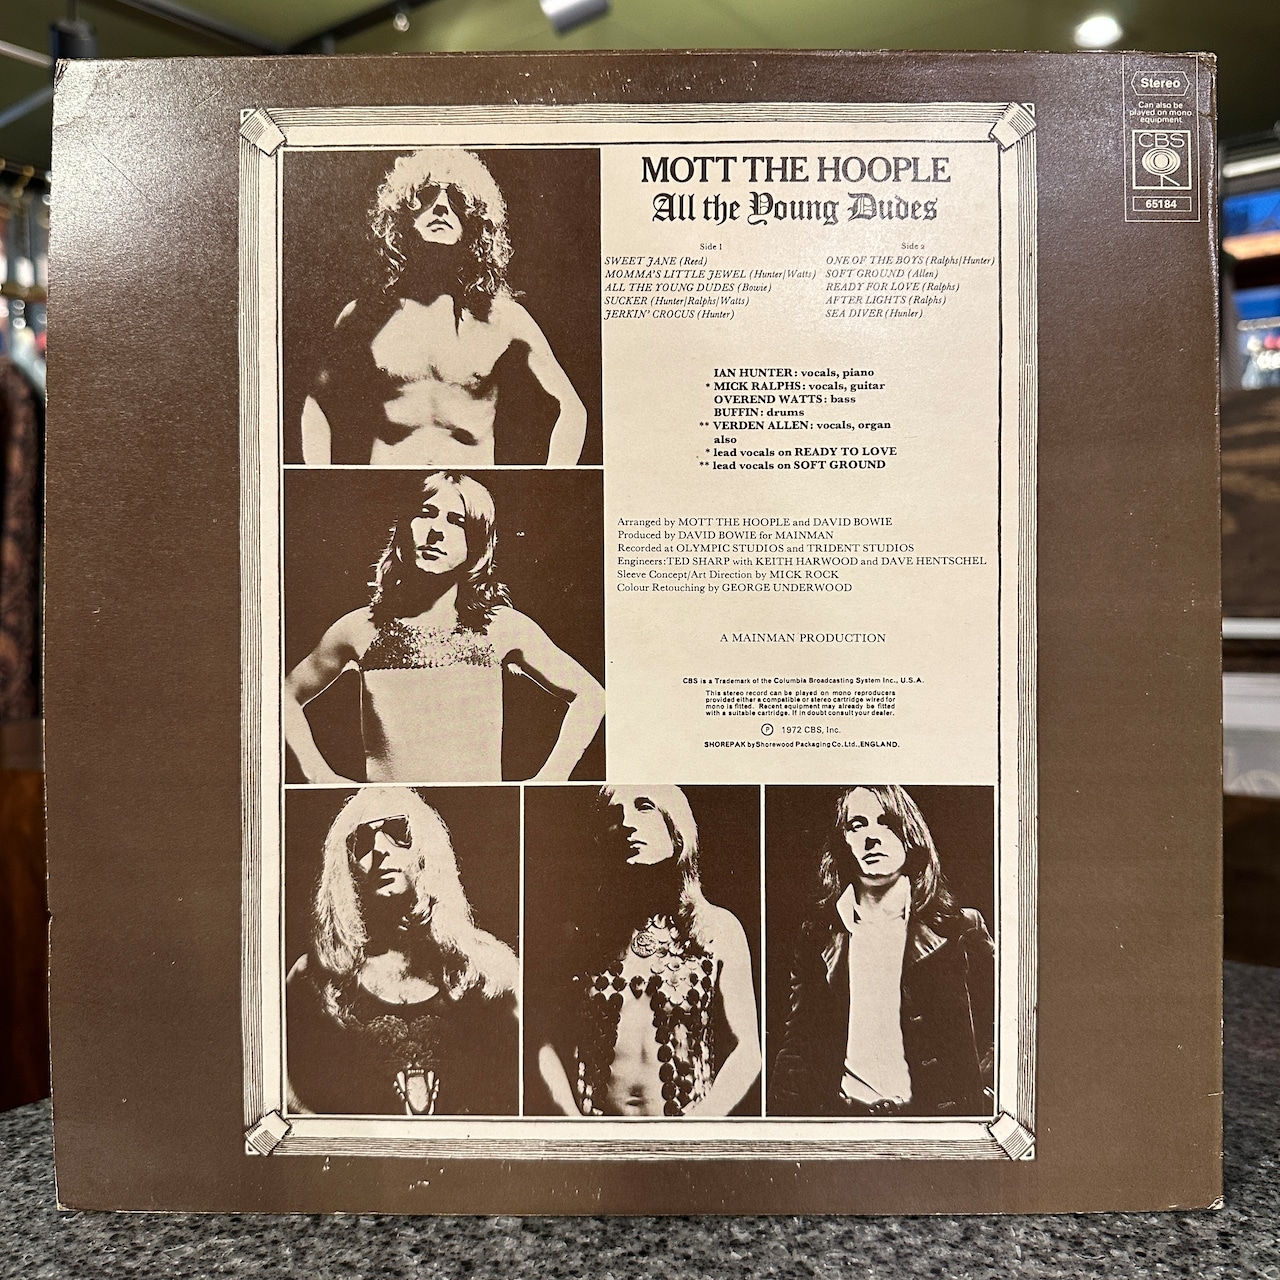 Stereo
Can also be
played on mono
equipment
CBS
65184
MOTT THE HOOPLE
All the Young Dudes
Side 1
SWEET JANE (Reed)
MOMMA'S LITTLE JEWEL (Hunter/Watts)
ALL THE YOUNG DUDES (Bowie)
SUCKER (Hunter/Ralphs/Watts)
JERKIN' CROCUS (Hunter)
Side 2
ONE OF THE BOYS (Ralphs/Hunter)
SOFT GROUND (Allen)
READY FOR LOVE (Ralphs)
AFTER LIGHTS (Ralphs)
SEA DIVER (Hunter)
IAN HUNTER: vocals, piano
* MICK RALPHS: vocals, guitar
OVEREND WATTS: bass
BUFFIN: drums
** VERDEN ALLEN: vocals, organ
also
* lead vocals on READY TO LOVE
** lead vocals on SOFT GROUND
Arranged by MOTT THE HOOPLE and DAVID BOWIE
Produced by DAVID BOWIE for MAINMAN
Recorded at OLYMPIC STUDIOS and TRIDENT STUDIOS
Engineers: TED SHARP with KEITH HARWOOD and DAVE HENTSCHEL
Sleeve Concept/Art Direction by MICK ROCK
Colour Retouching by GEORGE UNDERWOOD
A MAINMAN PRODUCTION
CBS is a Trademark of the Columbia Broadcasting System Inc., U.S.A.
This stereo record can be played on mono reproducers
provided either a compatible or stereo cartridge wired for
mono is fitted. Recent equipment may already be fitted
with a suitable cartridge. If in doubt consult your dealer.
Ⓟ 1972 CBS, Inc.
SHOREPAK by Shorewood Packaging Co. Ltd., ENGLAND.